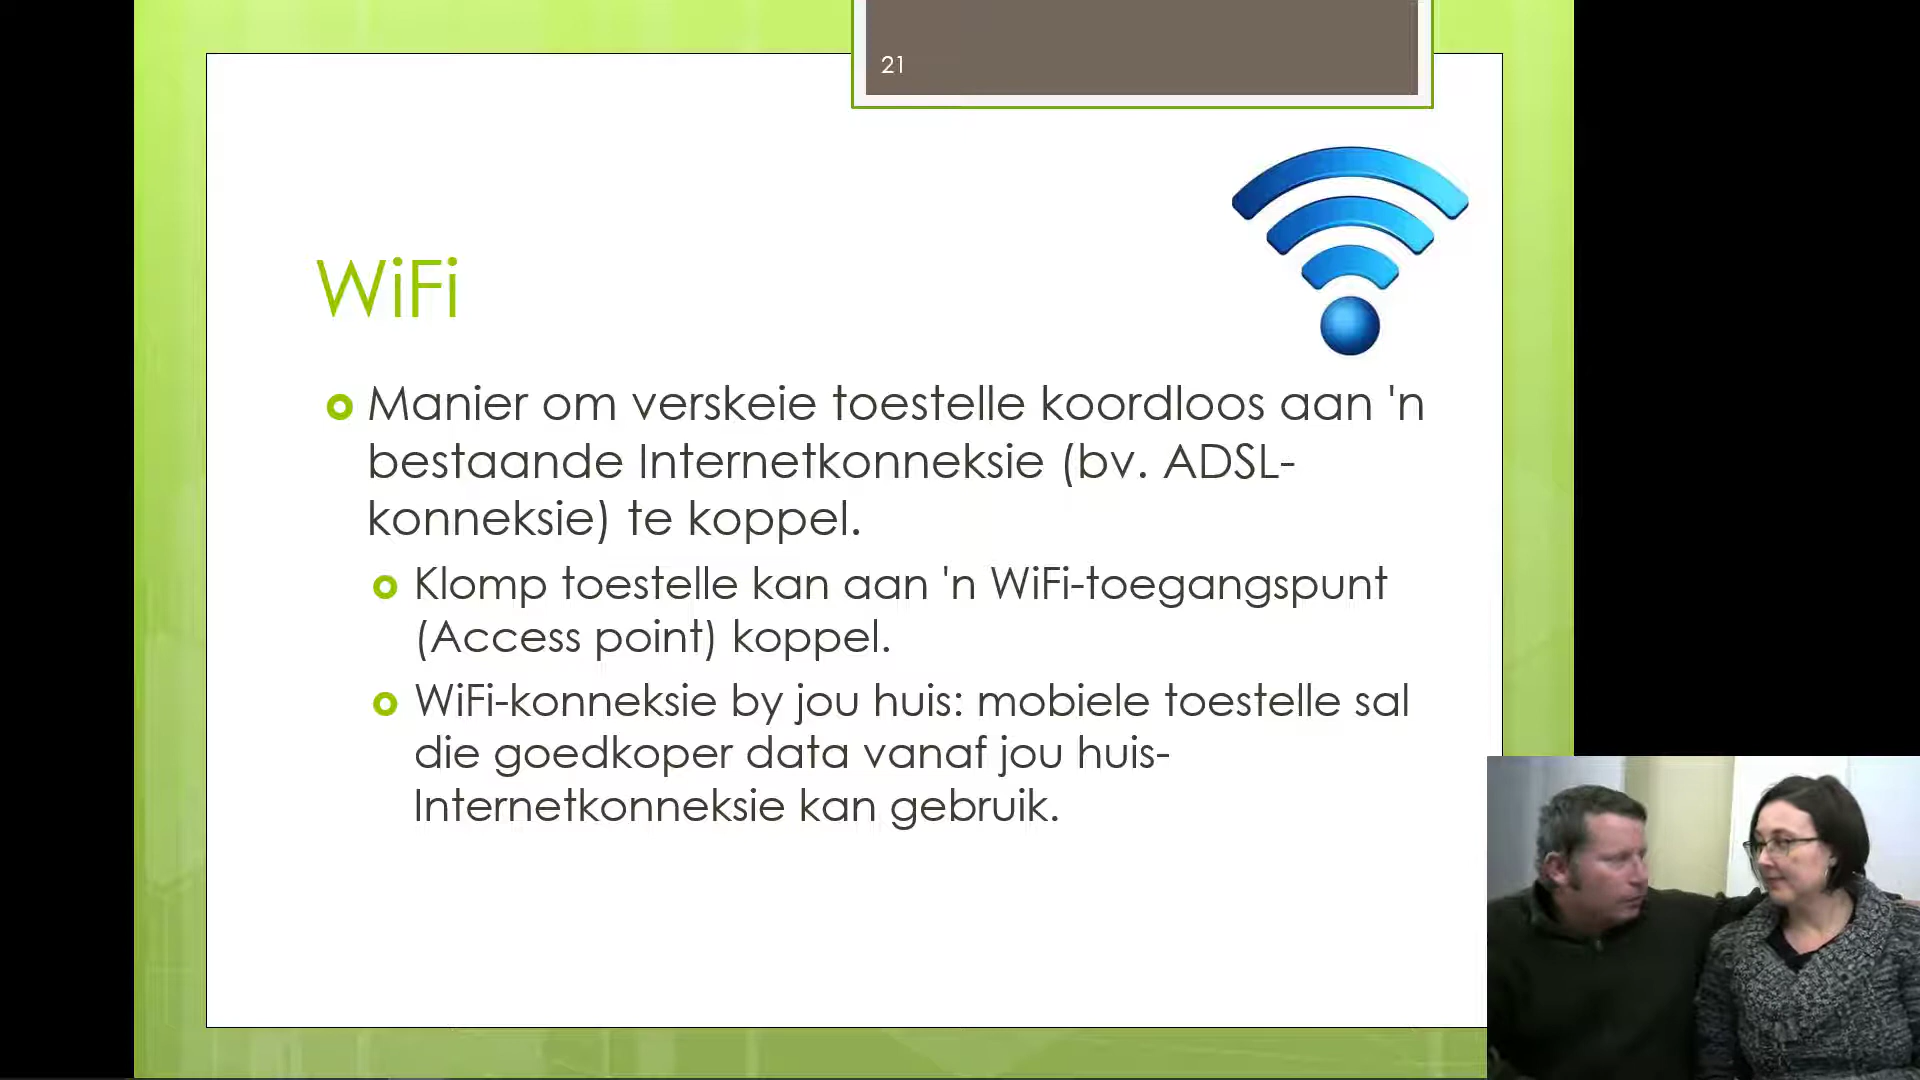 21
WiFi
Manier om verskeie toestelle koordloos aan 'n
bestaande Internetkonneksie (bv. ADSL-
konneksie) te koppel.
Klomp toestelle kan aan 'n WiFi-toegangspunt
(Access point) koppel.
WiFi-konneksie by jou huis: mobiele toestelle sal
die goedkoper data vanaf jou huis-
Internetkonneksie kan gebruik.